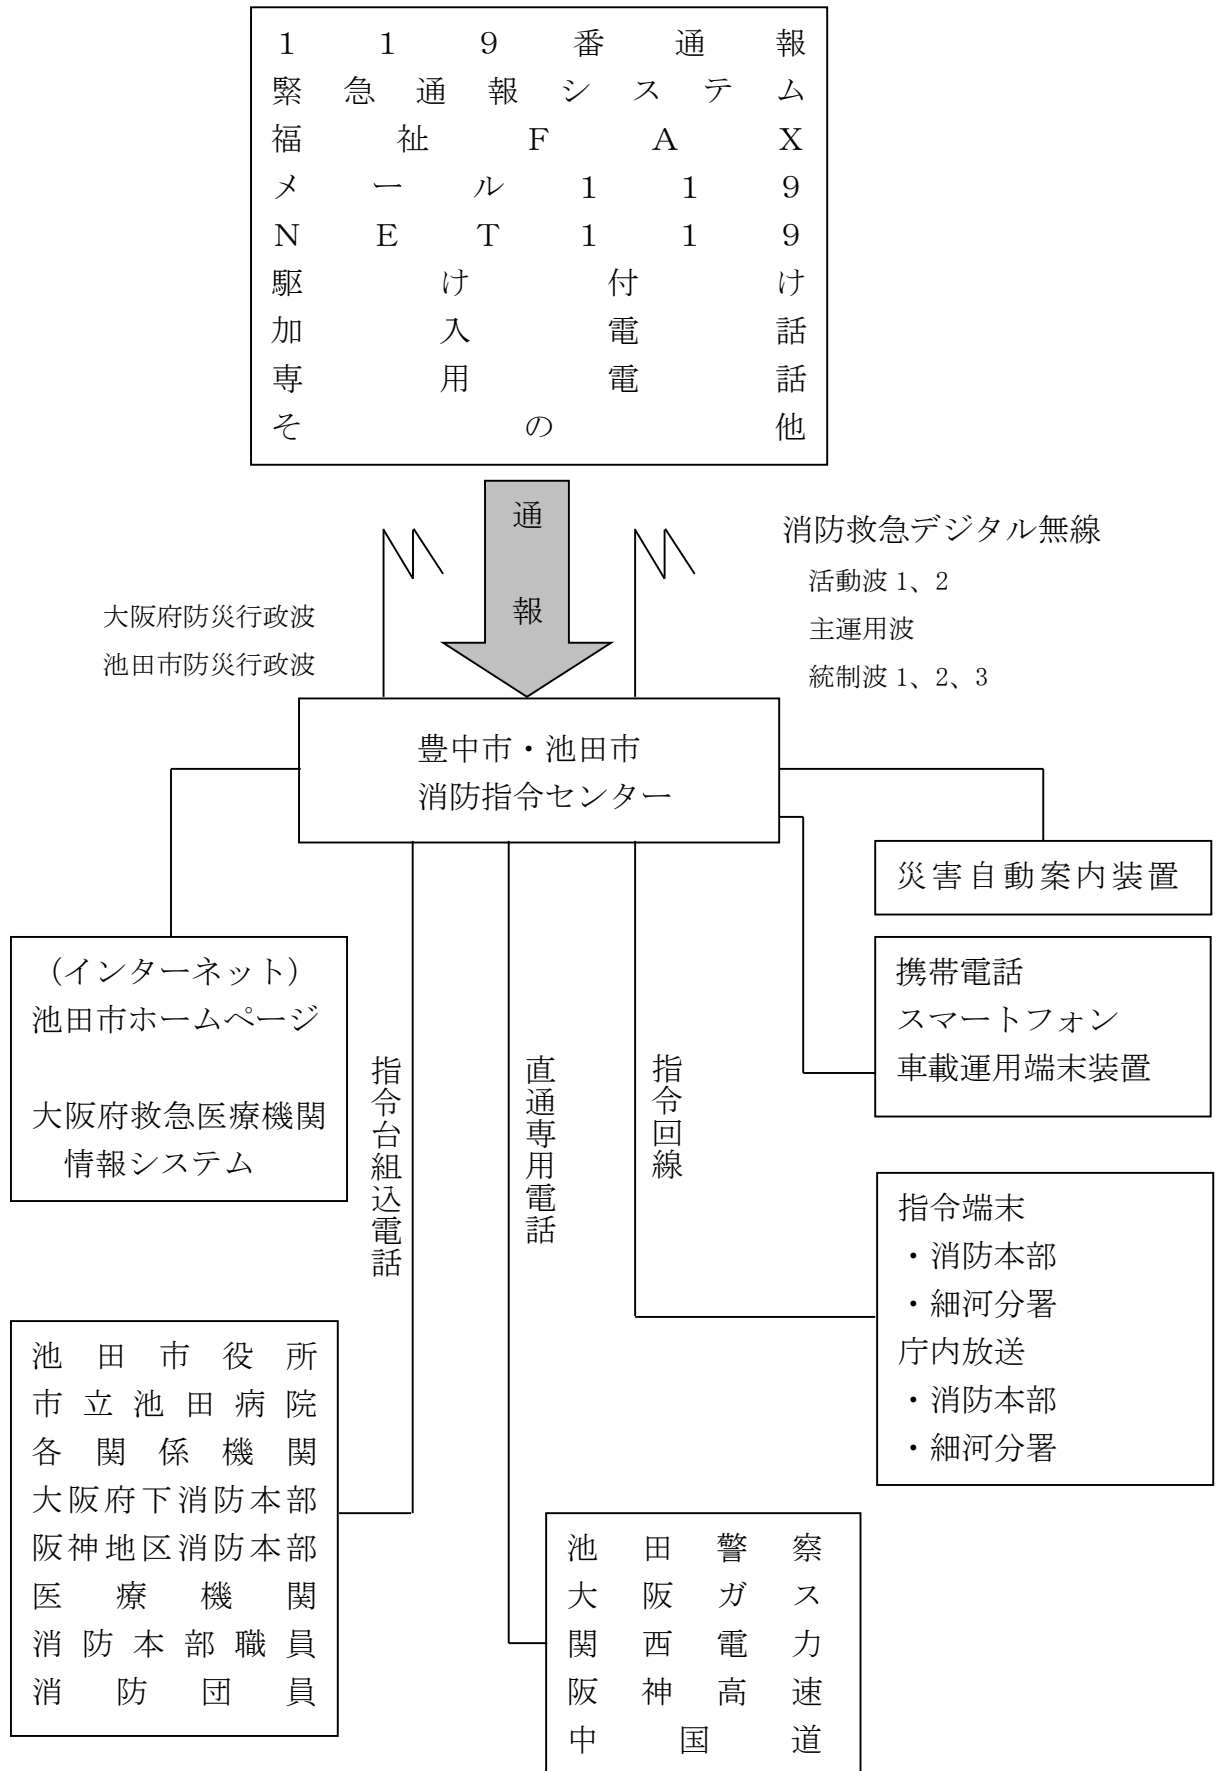 119番通報
緊急通報システム
福祉FAX
メール119
NET119
駆け付け
加入電話
専用電話
その他
通報
消防救急デジタル無線
活動波 1、2
主運用波
統制波 1、2、3
大阪府防災行政波
池田市防災行政波
豊中市・池田市
消防指令センター
災害自動案内装置
(インターネット)
池田市ホームページ
大阪府救急医療機関
情報システム
携帯電話
スマートフォン
車載運用端末装置
指令台組込電話
直通専用電話
指令回線
指令端末
・消防本部
・細河分署
庁内放送
・消防本部
・細河分署
池田市役所
市立池田病院
各関係機関
大阪府下消防本部
阪神地区消防本部
医療機関
消防本部職員
消防団員
池田警察
大阪ガス
関西電力
阪神高速
中国道